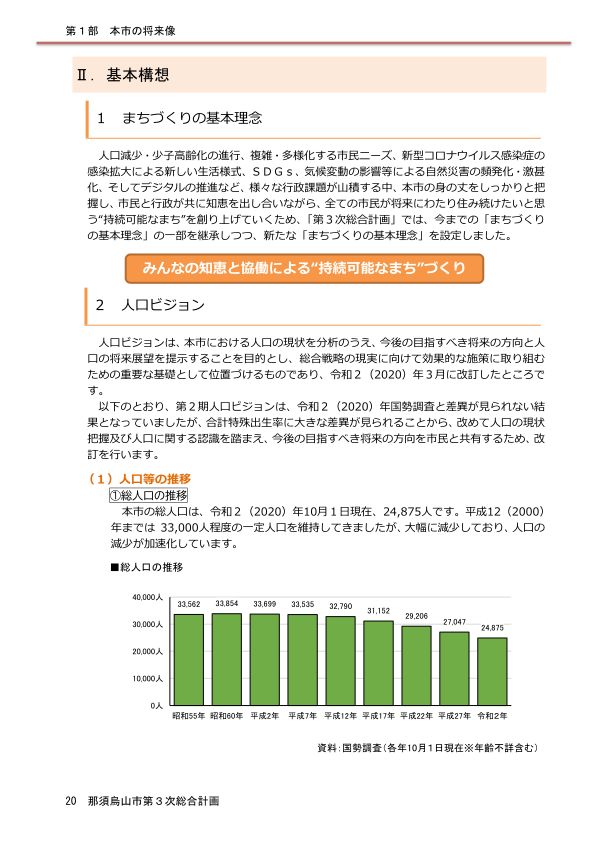 第１部　本市の将来像
Ⅱ．基本構想
１　まちづくりの基本理念
人口減少・少子高齢化の進行、複雑・多様化する市民ニーズ、新型コロナウイルス感染症の
感染拡大による新しい生活様式、ＳＤＧｓ、気候変動の影響等による自然災害の頻発化・激甚
化、そしてデジタルの推進など、様々な行政課題が山積する中、本市の身の丈をしっかりと把
握し、市民と行政が共に知恵を出し合いながら、全ての市民が将来にわたり住み続けたいと思
う“持続可能なまち”を創り上げていくため、「第３次総合計画」では、今までの「まちづくり
の基本理念」の一部を継承しつつ、新たな「まちづくりの基本理念」を設定しました。
みんなの知恵と協働による“持続可能なまち”づくり
２　人口ビジョン
人口ビジョンは、本市における人口の現状を分析のうえ、今後の目指すべき将来の方向と人
口の将来展望を提示することを目的とし、総合戦略の現実に向けて効果的な施策に取り組む
ための重要な基礎として位置づけるものであり、令和２（2020）年３月に改訂したところで
す。
以下のとおり、第２期人口ビジョンは、令和２（2020）年国勢調査と差異が見られない結
果となっていましたが、合計特殊出生率に大きな差異が見られることから、改めて人口の現状
把握及び人口に関する認識を踏まえ、今後の目指すべき将来の方向を市民と共有するため、改
訂を行います。
（１）人口等の推移
①総人口の推移
本市の総人口は、令和２（2020）年10月１日現在、24,875人です。平成12（2000）
年までは 33,000人程度の一定人口を維持してきましたが、大幅に減少しており、人口の
減少が加速化しています。
■総人口の推移
40,000人
30,000人
20,000人
10,000人
0人
33,562 33,854 33,699 33,535 32,790 31,152 29,206 27,047 24,875
昭和55年 昭和60年 平成2年 平成7年 平成12年 平成17年 平成22年 平成27年 令和2年
資料：国勢調査（各年10月１日現在※年齢不詳含む）
20　那須烏山市第３次総合計画